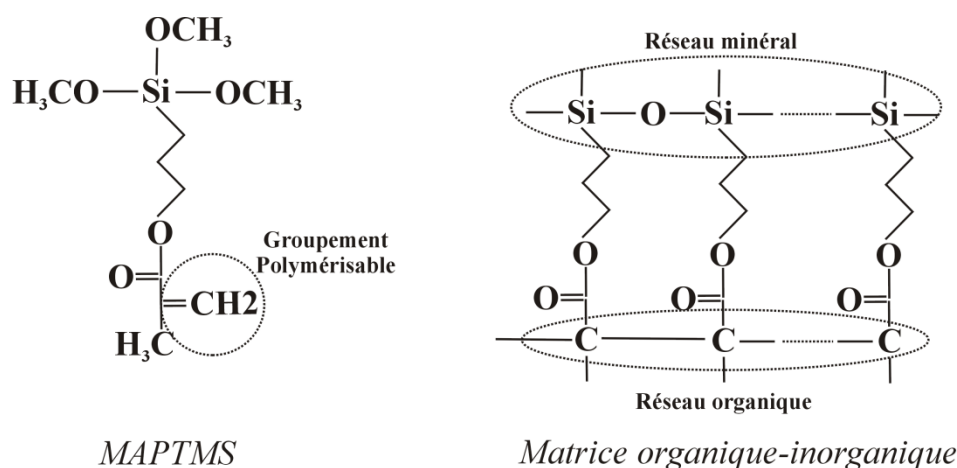 OCH₃
H₃CO Si OCH₃
O
O
CH2
H₃C
Groupement
Polymérisable
MAPTMS
Réseau minéral
Si O Si Si
O O O
O O O
C C C
Réseau organique
Matrice organique-inorganique